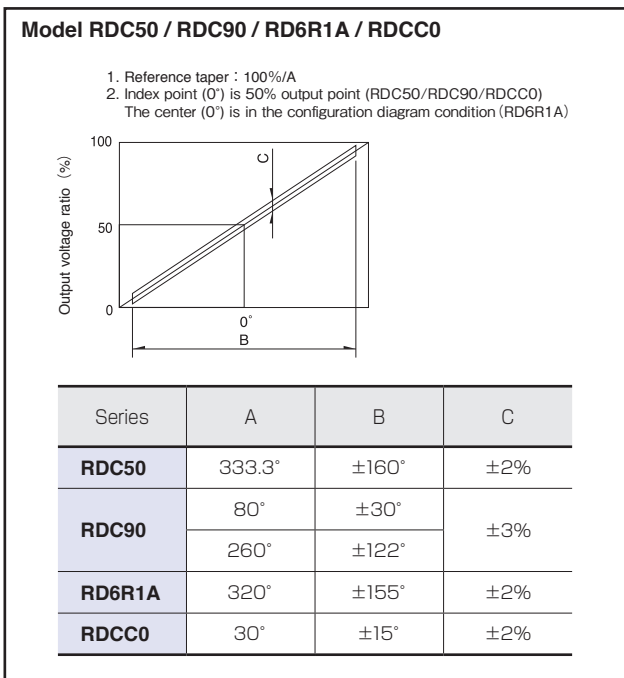 Model RDC50 / RDC90 / RD6R1A / RDCC0
1. Reference taper : 100%/A
2. Index point (0˚) is 50% output point (RDC50/RDC90/RDCC0)
The center (0˚) is in the configuration diagram condition (RD6R1A)
Output voltage ratio (%)
100
50
0
C
0˚
B
Series A B C
RDC50 333.3˚ ±160˚ ±2%
RDC90 80˚ ±30˚ ±3%
260˚ ±122˚
RD6R1A 320˚ ±155˚ ±2%
RDCC0 30˚ ±15˚ ±2%